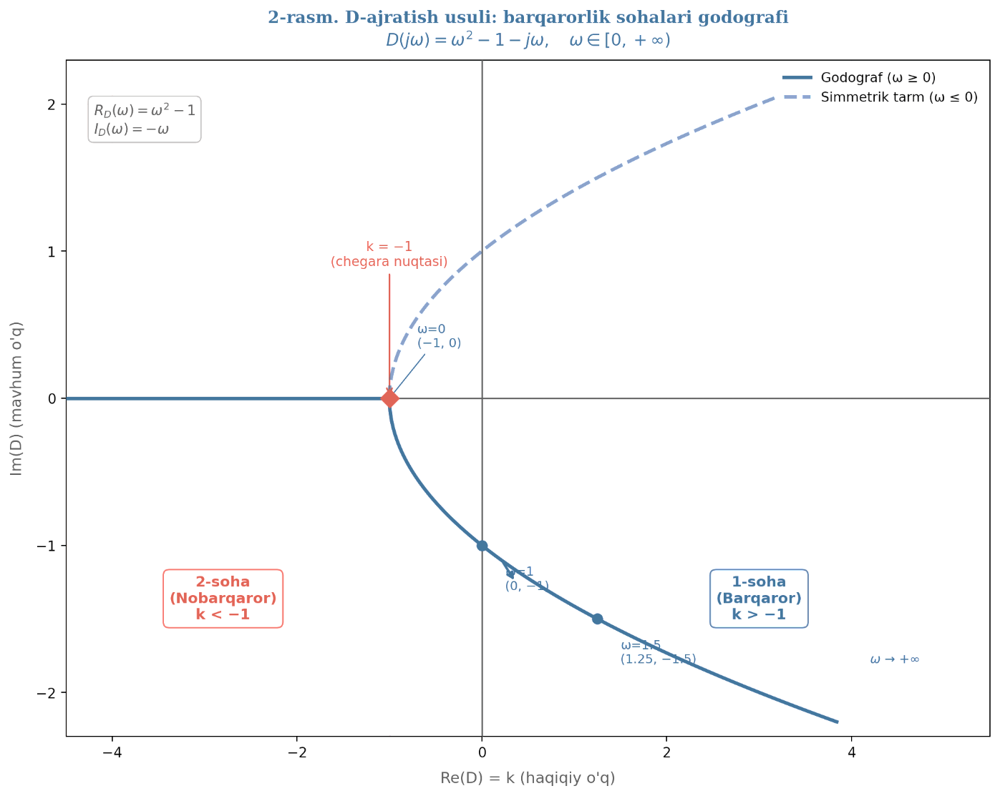 2-rasm. D-ajratish usuli: barqarorlik sohalari godografi
D(jω) = ω² − 1 − jω, ω ∈ [0, +∞)
Godograf (ω ≥ 0)
Simmetrik tarm (ω ≤ 0)
R_D(ω) = ω² − 1
I_D(ω) = −ω
k = −1
(chegara nuqtasi)
ω=0
(−1, 0)
ω=1
(0, −1)
2-soha
(Nobarqaror)
k < −1
1-soha
(Barqaror)
k > −1
ω=1.5
(1.25, −1.5)
ω → +∞
2
1
0
−1
−2
Im(D) (mavhum o'q)
−4
−2
0
2
4
Re(D) = k (haqiqiy o'q)